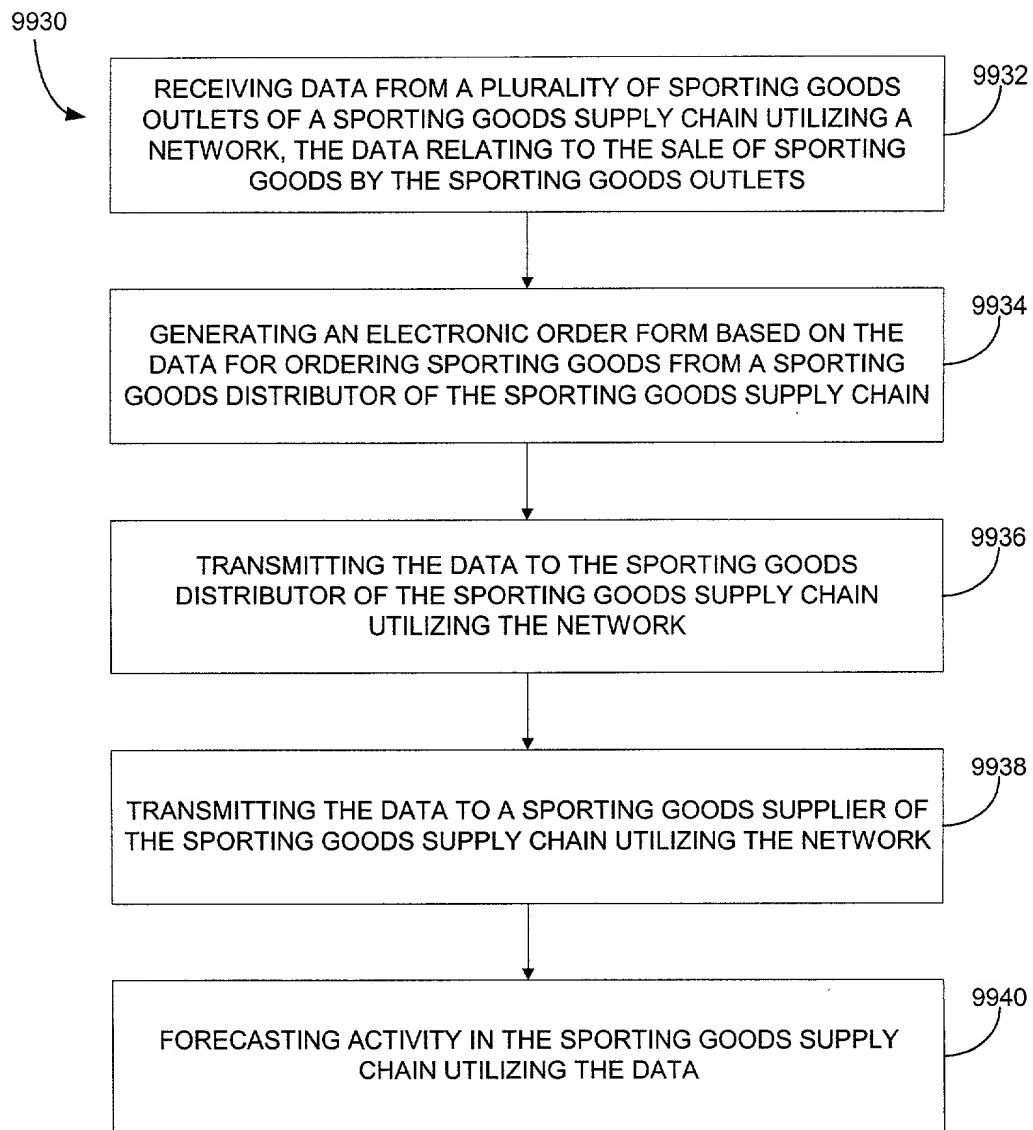 9930
RECEIVING DATA FROM A PLURALITY OF SPORTING GOODS
OUTLETS OF A SPORTING GOODS SUPPLY CHAIN UTILIZING A
NETWORK, THE DATA RELATING TO THE SALE OF SPORTING
GOODS BY THE SPORTING GOODS OUTLETS
9932
GENERATING AN ELECTRONIC ORDER FORM BASED ON THE
DATA FOR ORDERING SPORTING GOODS FROM A SPORTING
GOODS DISTRIBUTOR OF THE SPORTING GOODS SUPPLY CHAIN
9934
TRANSMITTING THE DATA TO THE SPORTING GOODS
DISTRIBUTOR OF THE SPORTING GOODS SUPPLY CHAIN
UTILIZING THE NETWORK
9936
TRANSMITTING THE DATA TO A SPORTING GOODS SUPPLIER OF
THE SPORTING GOODS SUPPLY CHAIN UTILIZING THE NETWORK
9938
FORECASTING ACTIVITY IN THE SPORTING GOODS SUPPLY
CHAIN UTILIZING THE DATA
9940